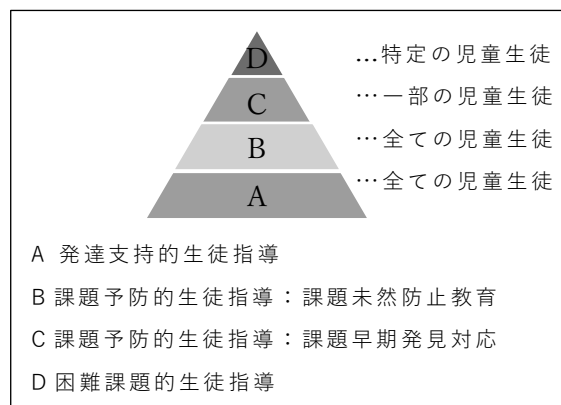 D …特定の児童生徒
C …一部の児童生徒
B …全ての児童生徒
A …全ての児童生徒
A 発達支持的生徒指導
B 課題予防的生徒指導：課題未然防止教育
C 課題予防的生徒指導：課題早期発見対応
D 困難課題的生徒指導